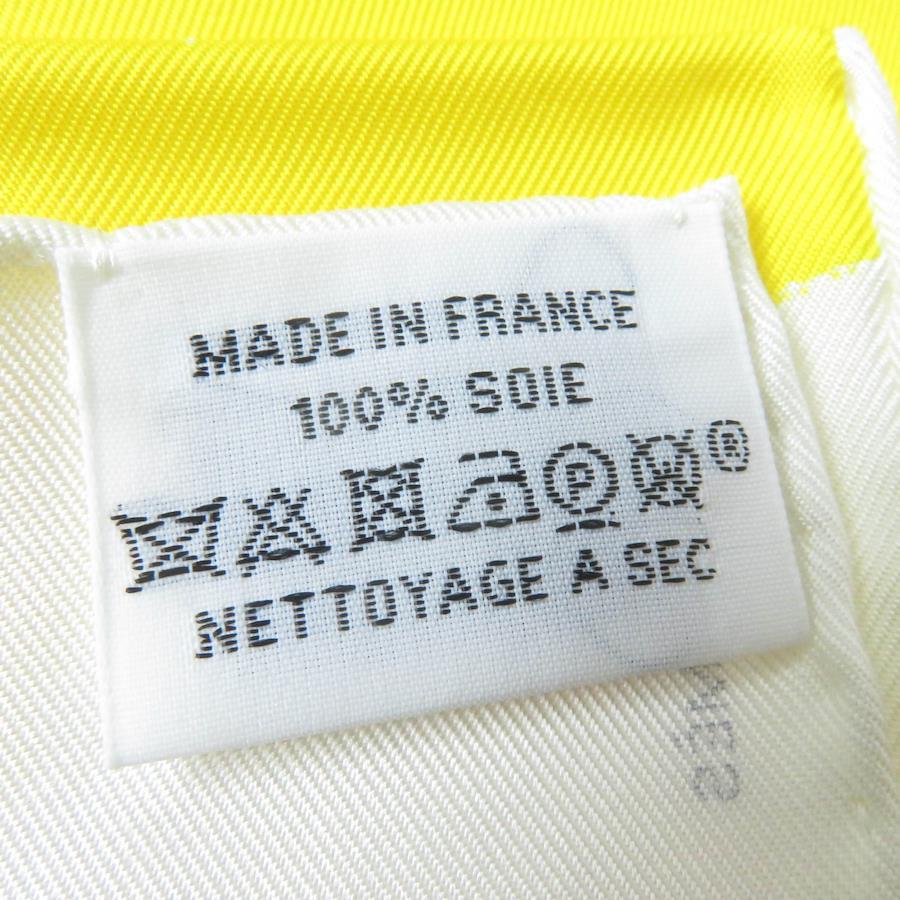 MADE IN FRANCE
100% SOIE
®
NETTOYAGE A SEC